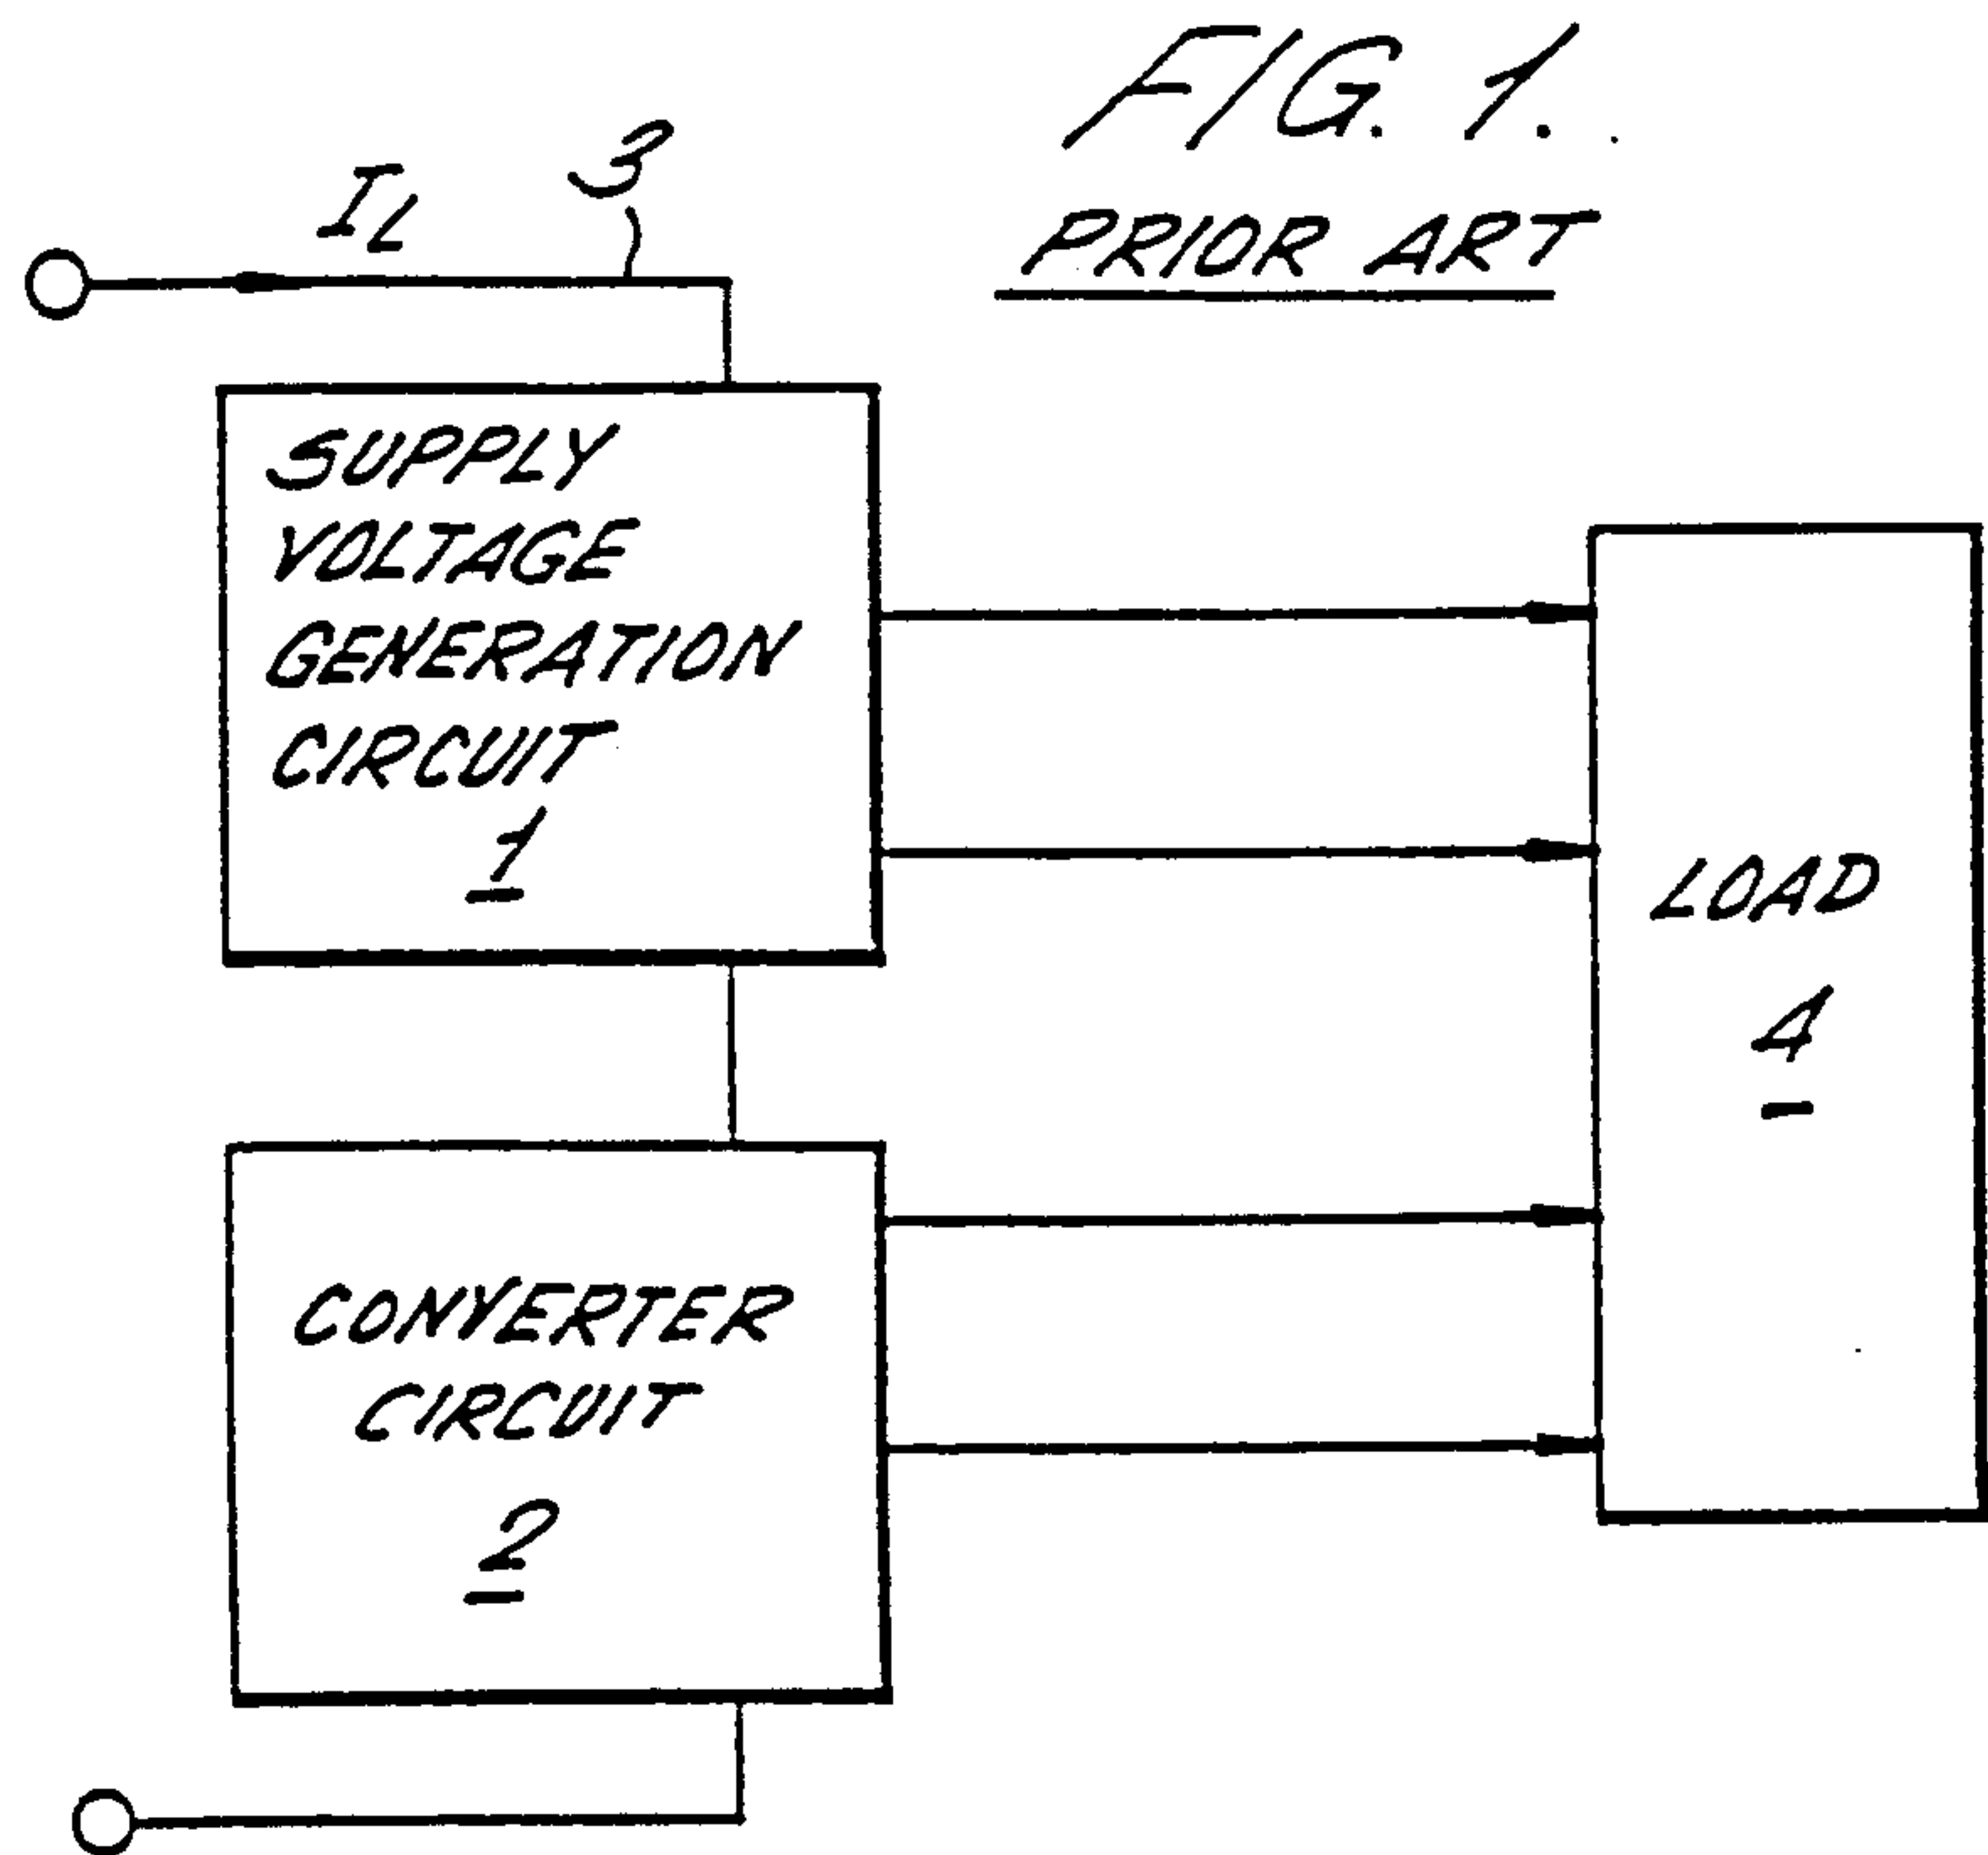 FIG. 1.
PRIOR ART
IL
3
SUPPLY
VOLTAGE
GENERATION
CIRCUIT
1
LOAD
4
CONVERTER
CIRCUIT
2